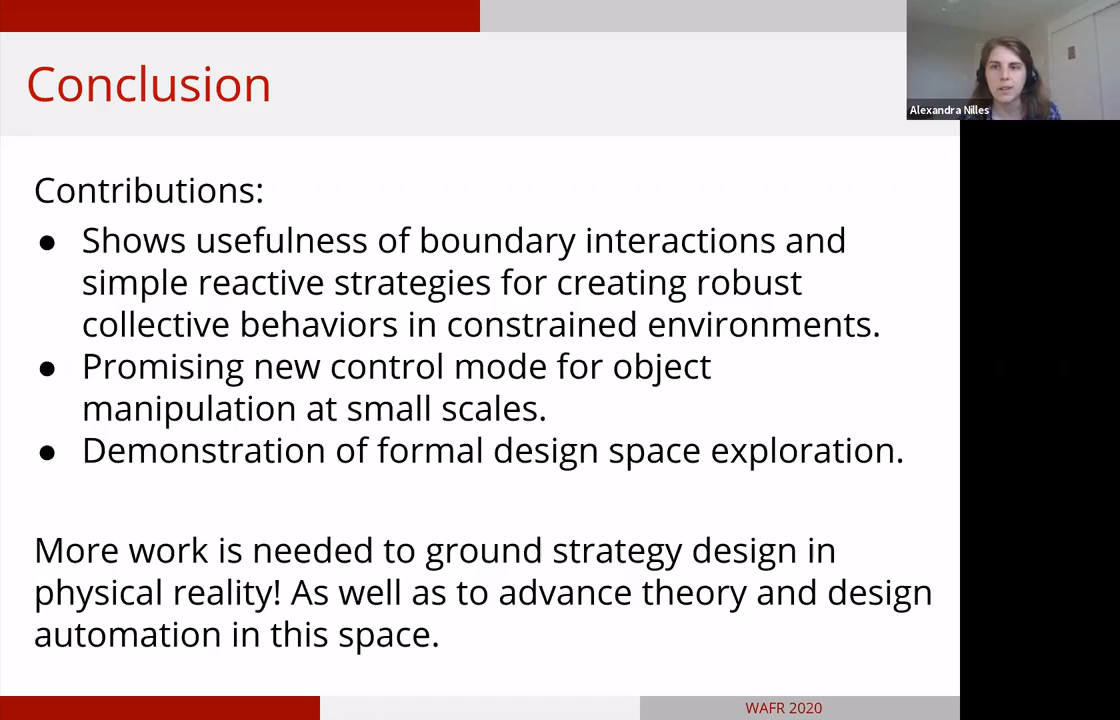 Conclusion
Alexandra Nilles
Contributions:
● Shows usefulness of boundary interactions and
simple reactive strategies for creating robust
collective behaviors in constrained environments.
● Promising new control mode for object
manipulation at small scales.
● Demonstration of formal design space exploration.
More work is needed to ground strategy design in
physical reality! As well as to advance theory and design
automation in this space.
WAFR 2020